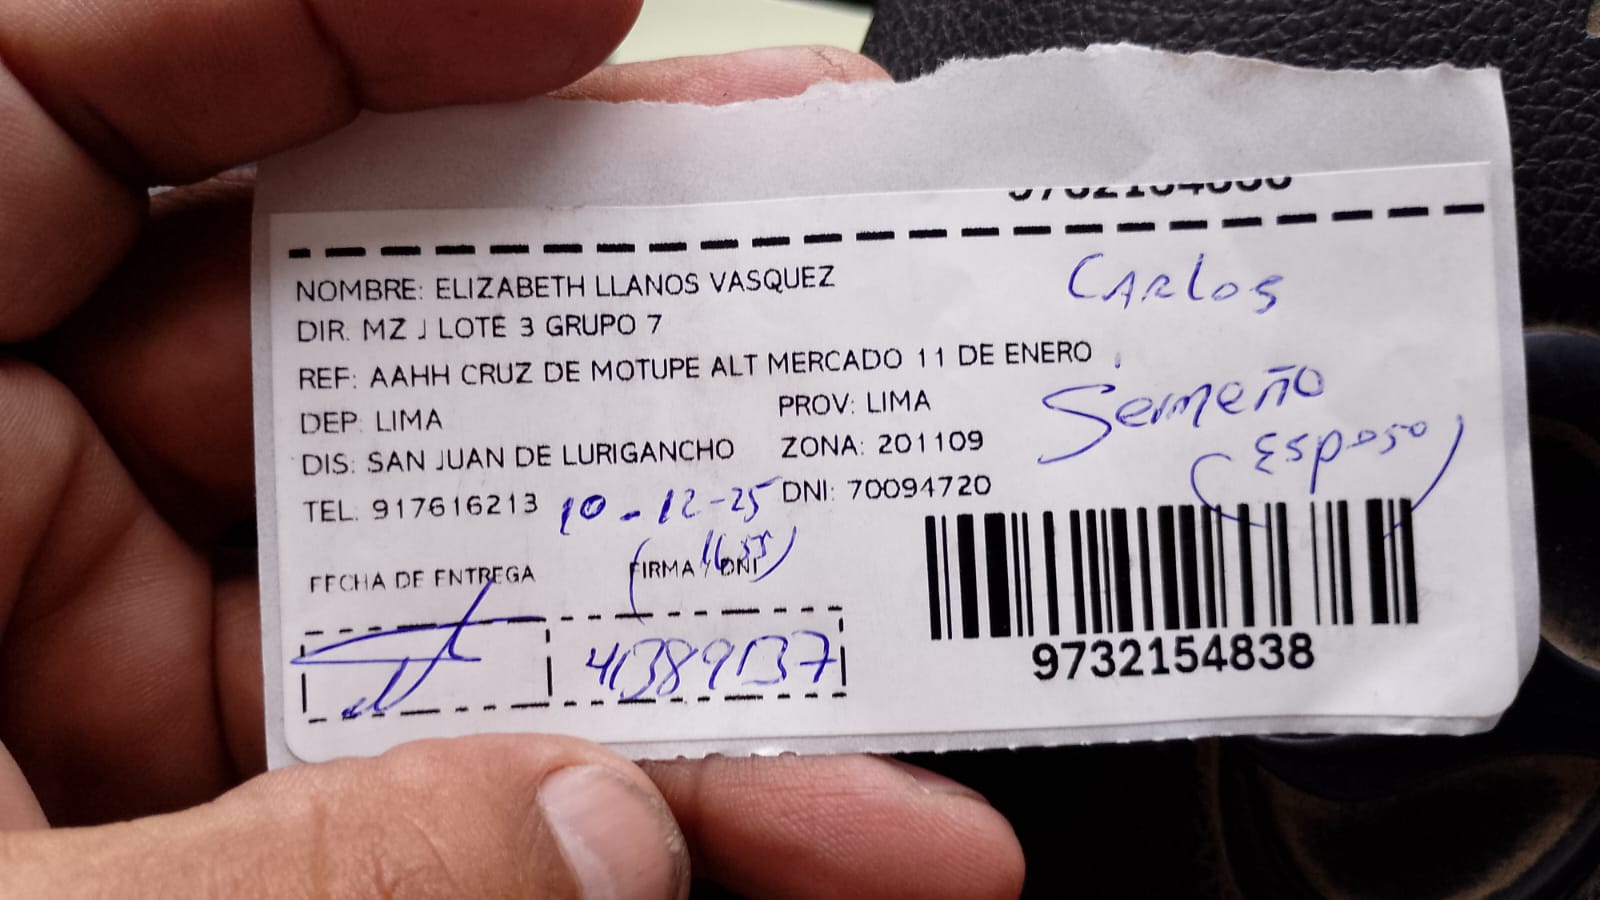 9732154838
NOMBRE: ELIZABETH LLANOS VASQUEZ
CARlos
DIR. MZ J LOTE 3 GRUPO 7
REF: AAHH CRUZ DE MOTUPE ALT MERCADO 11 DE ENERO
Sermeño
DEP: LIMA PROV: LIMA
(Esposo)
DIS: SAN JUAN DE LURIGANCHO ZONA: 201109
TEL: 917616213 10-12-25 DNI: 70094720
FECHA DE ENTREGA FIRMA / DNI
41389137
9732154838